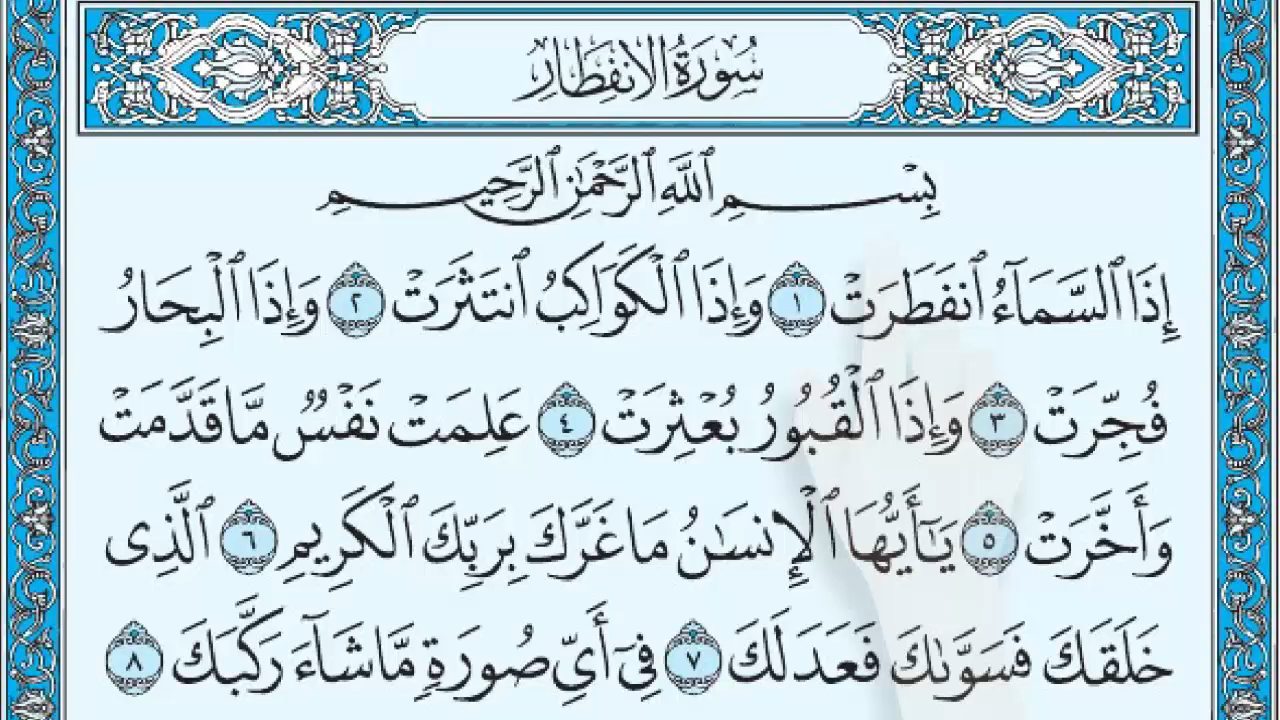 سُورَةُ الانفِطَارِ
بِسْمِ ٱللَّهِ ٱلرَّحْمَٰنِ ٱلرَّحِيمِ
إِذَا ٱلسَّمَآءُ ٱنفَطَرَتْ ١ وَإِذَا ٱلْكَوَاكِبُ ٱنتَثَرَتْ ٢ وَإِذَا ٱلْبِحَارُ
فُجِّرَتْ ٣ وَإِذَا ٱلْقُبُورُ بُعْثِرَتْ ٤ عَلِمَتْ نَفْسٌ مَّا قَدَّمَتْ
وَأَخَّرَتْ ٥ يَٰٓأَيُّهَا ٱلْإِنسَٰنُ مَا غَرَّكَ بِرَبِّكَ ٱلْكَرِيمِ ٦ ٱلَّذِى
خَلَقَكَ فَسَوَّىٰكَ فَعَدَلَكَ ٧ فِىٓ أَىِّ صُورَةٍ مَّا شَآءَ رَكَّبَكَ ٨